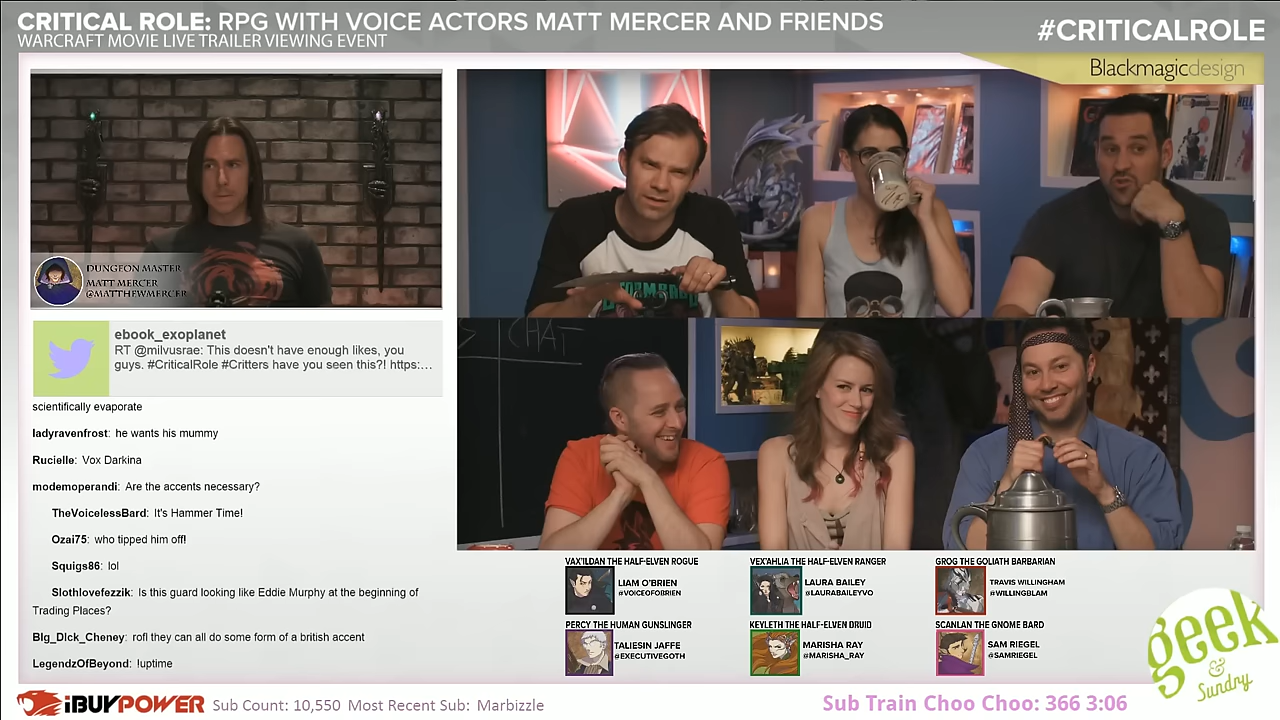 CRITICAL ROLE: RPG WITH VOICE ACTORS MATT MERCER AND FRIENDS
WARCRAFT MOVIE LIVE TRAILER VIEWING EVENT
#CRITICALROLE
Blackmagicdesign
DUNGEON MASTER
MATT MERCER
@MATTHEWMERCER
ebook_exoplanet
RT @milvusrae: This doesn't have enough likes, you
guys. #CriticalRole #Critters have you seen this?! https:…
scientifically evaporate
ladyravenfrost: he wants his mummy
Rucielle: Vox Darkina
modemoperandi: Are the accents necessary?
TheVoicelessBard: It's Hammer Time!
Ozai75: who tipped him off!
Squigs86: lol
Slothlovefezzik: Is this guard looking like Eddie Murphy at the beginning of
Trading Places?
BIg_DIck_Cheney: rofl they can all do some form of a british accent
LegendzOfBeyond: !uptime
CHAT
VAX'ILDAN THE HALF-ELVEN ROGUE
LIAM O'BRIEN
@VOICEOFOBRIEN
VEX'AHLIA THE HALF-ELVEN RANGER
LAURA BAILEY
@LAURABAILEYVO
GROG THE GOLIATH BARBARIAN
TRAVIS WILLINGHAM
@WILLINGBLAM
PERCY THE HUMAN GUNSLINGER
TALIESIN JAFFE
@EXECUTIVEGOTH
KEYLETH THE HALF-ELVEN DRUID
MARISHA RAY
@MARISHA_RAY
SCANLAN THE GNOME BARD
SAM RIEGEL
@SAMRIEGEL
geek
&
Sundry
iBUYPOWER
Sub Count: 10,550 Most Recent Sub: Marbizzle
Sub Train Choo Choo: 366 3:06